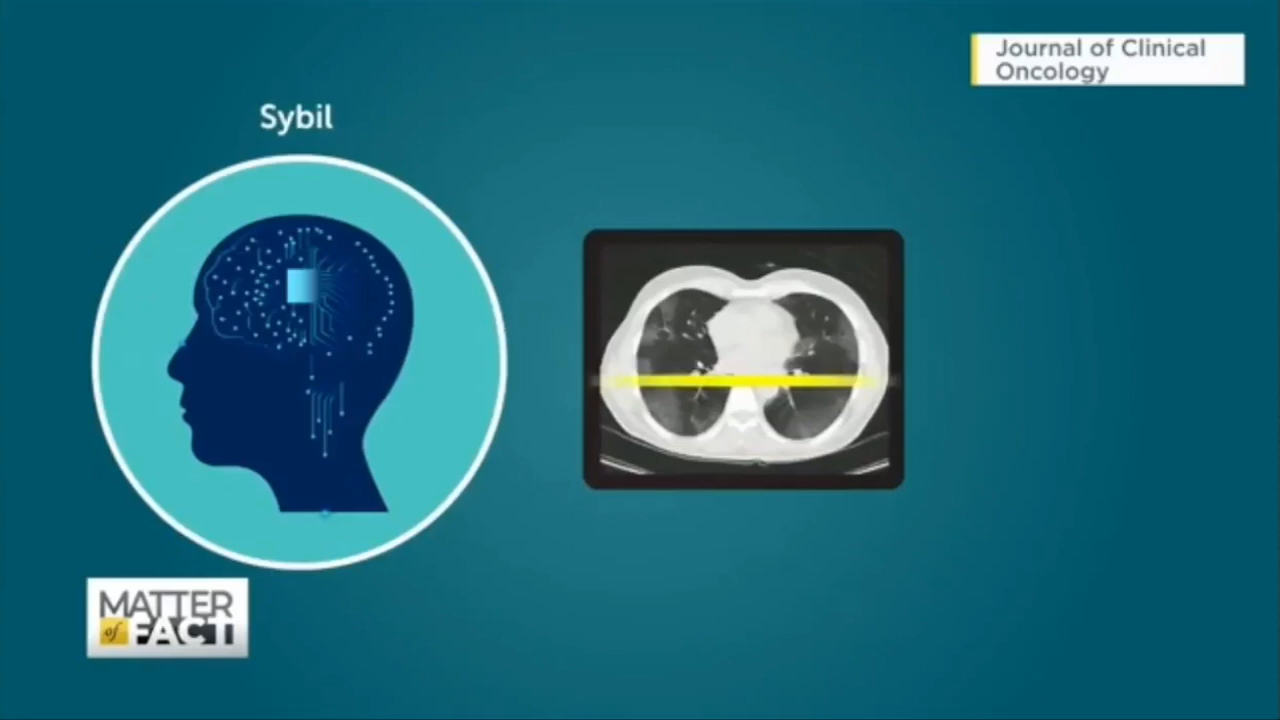 Journal of Clinical
Oncology
Sybil
MATTER
of FACT